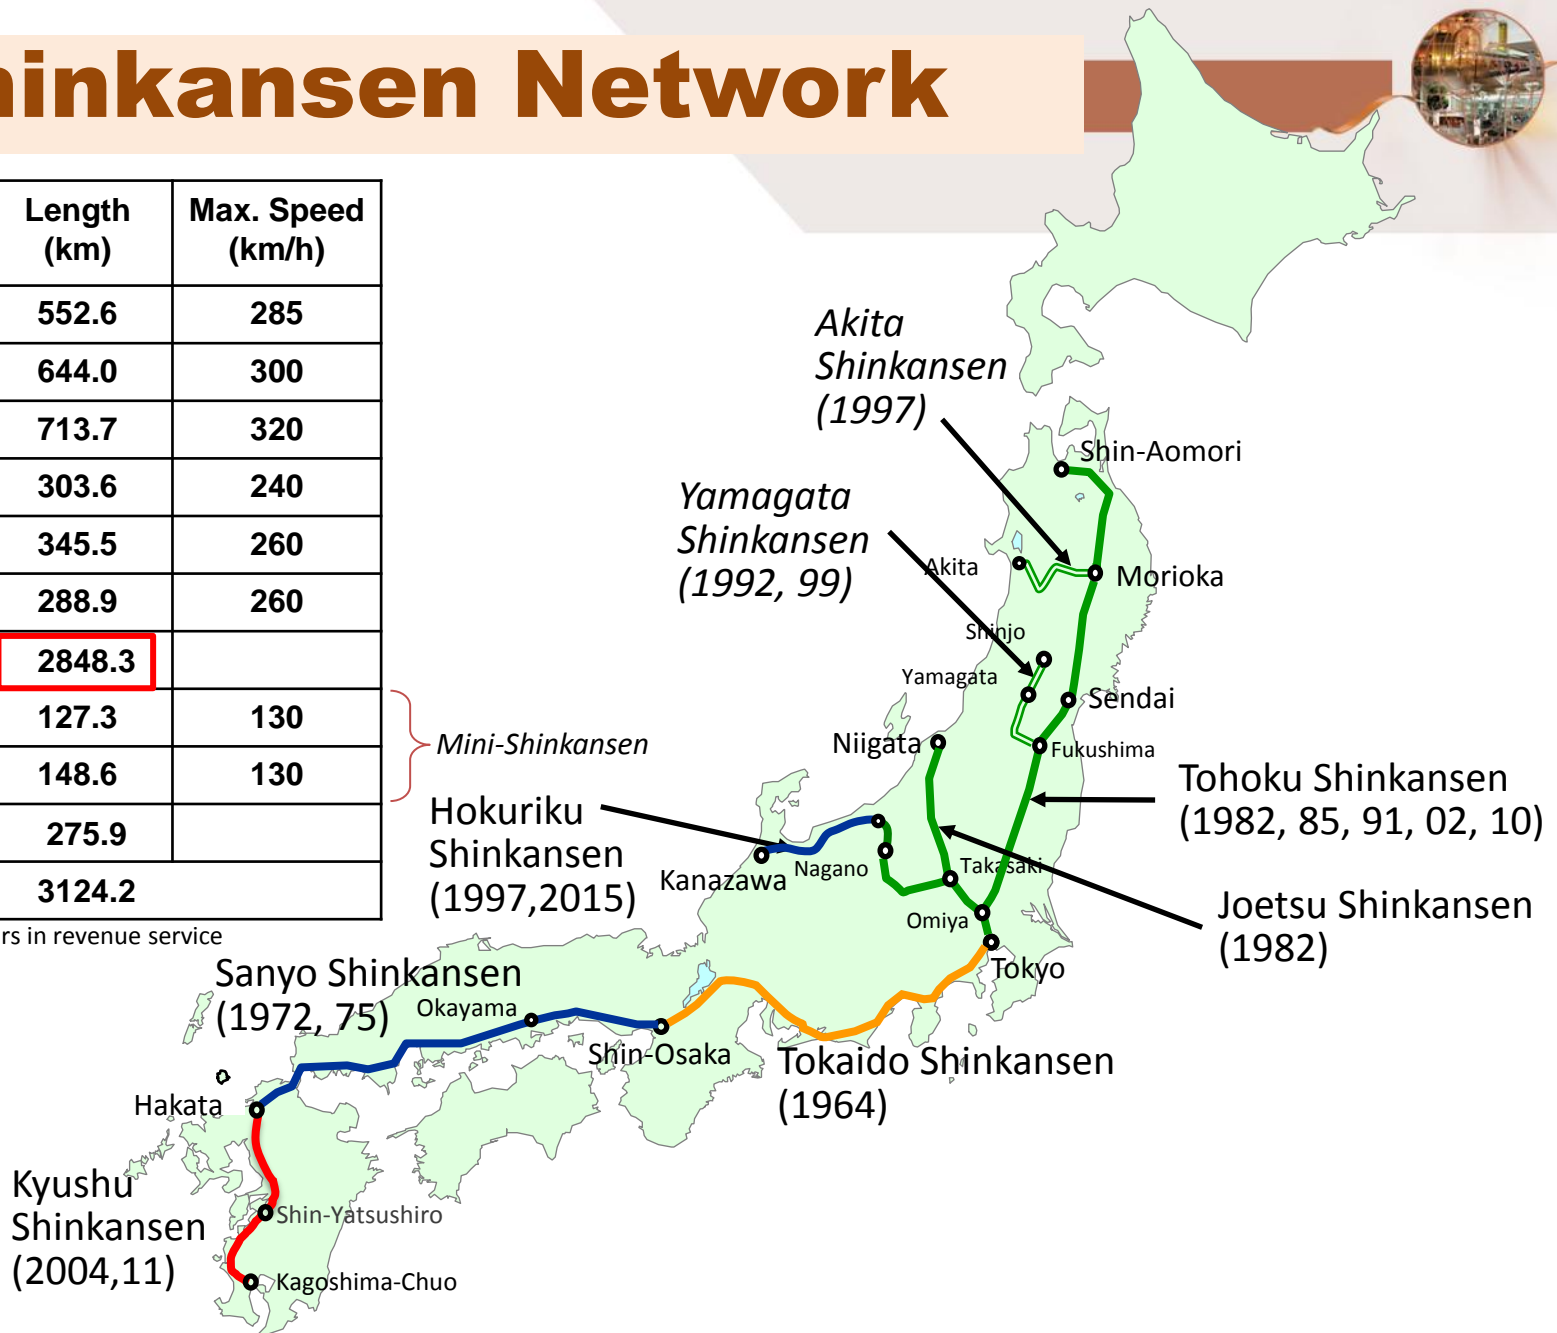 hinkansen Network
Length (km) Max. Speed (km/h)
552.6 285
644.0 300
713.7 320
303.6 240
345.5 260
288.9 260
2848.3
127.3 130
148.6 130
275.9
3124.2
rs in revenue service
Mini-Shinkansen
Akita
Shinkansen
(1997)
Shin-Aomori
Yamagata
Shinkansen
(1992, 99)
Akita
Morioka
Shinjo
Yamagata
Sendai
Niigata
Fukushima
Tohoku Shinkansen
(1982, 85, 91, 02, 10)
Hokuriku
Shinkansen
(1997,2015)
Kanazawa
Nagano
Takasaki
Omiya
Joetsu Shinkansen
(1982)
Tokyo
Sanyo Shinkansen
(1972, 75)
Okayama
Shin-Osaka
Tokaido Shinkansen
(1964)
Hakata
Kyushu
Shinkansen
(2004,11)
Shin-Yatsushiro
Kagoshima-Chuo